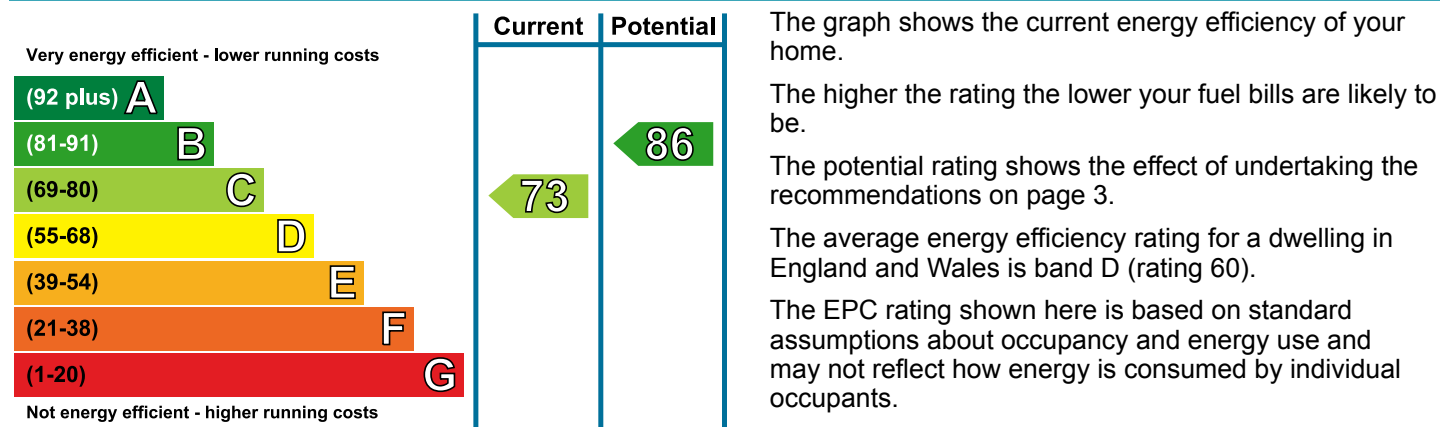 Current Potential
Very energy efficient - lower running costs
(92 plus) A
(81-91) B
86
(69-80) C
73
(55-68) D
(39-54) E
(21-38) F
(1-20) G
Not energy efficient - higher running costs
The graph shows the current energy efficiency of your
home.
The higher the rating the lower your fuel bills are likely to
be.
The potential rating shows the effect of undertaking the
recommendations on page 3.
The average energy efficiency rating for a dwelling in
England and Wales is band D (rating 60).
The EPC rating shown here is based on standard
assumptions about occupancy and energy use and
may not reflect how energy is consumed by individual
occupants.